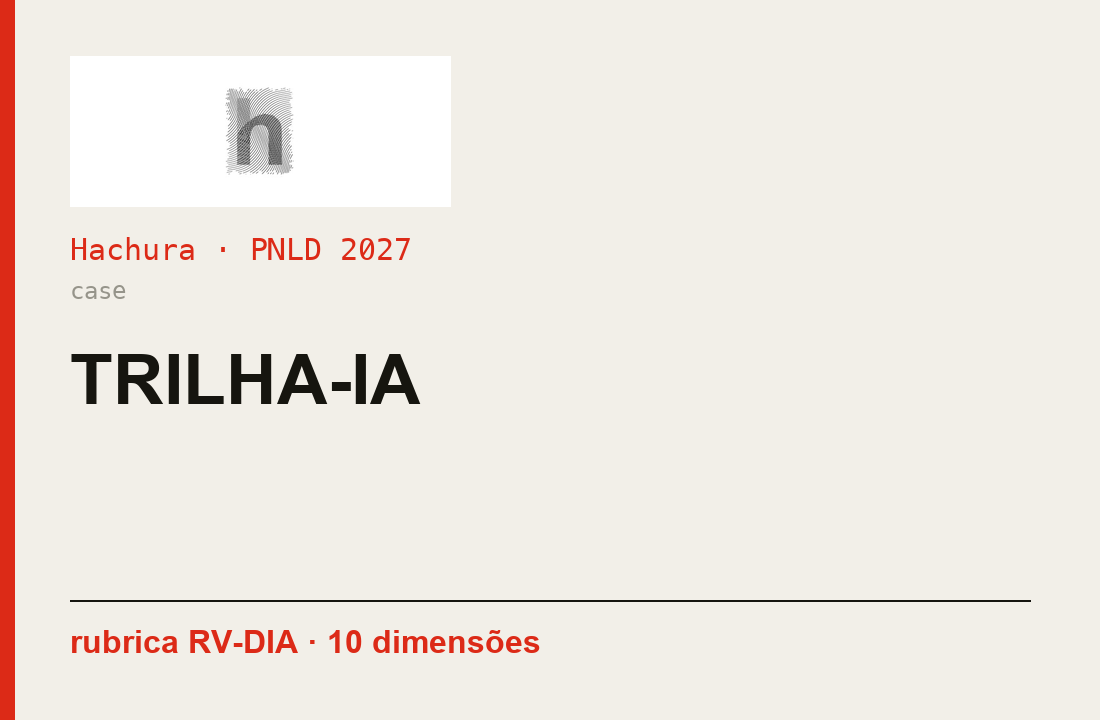 h
Hachura · PNLD 2027
case
TRILHA-IA
rubrica RV-DIA · 10 dimensões